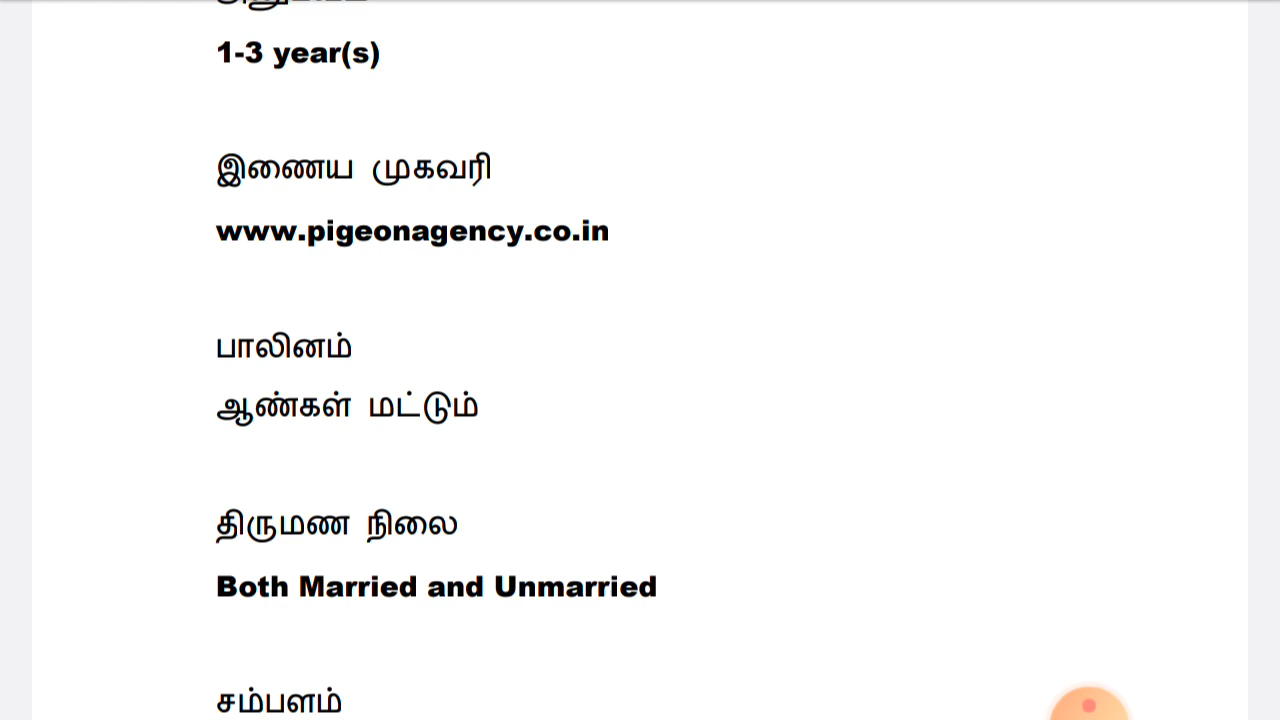 1-3 year(s)
இணைய முகவரி
www.pigeonagency.co.in
பாலினம்
ஆண்கள் மட்டும்
திருமண நிலை
Both Married and Unmarried
சம்பளம்